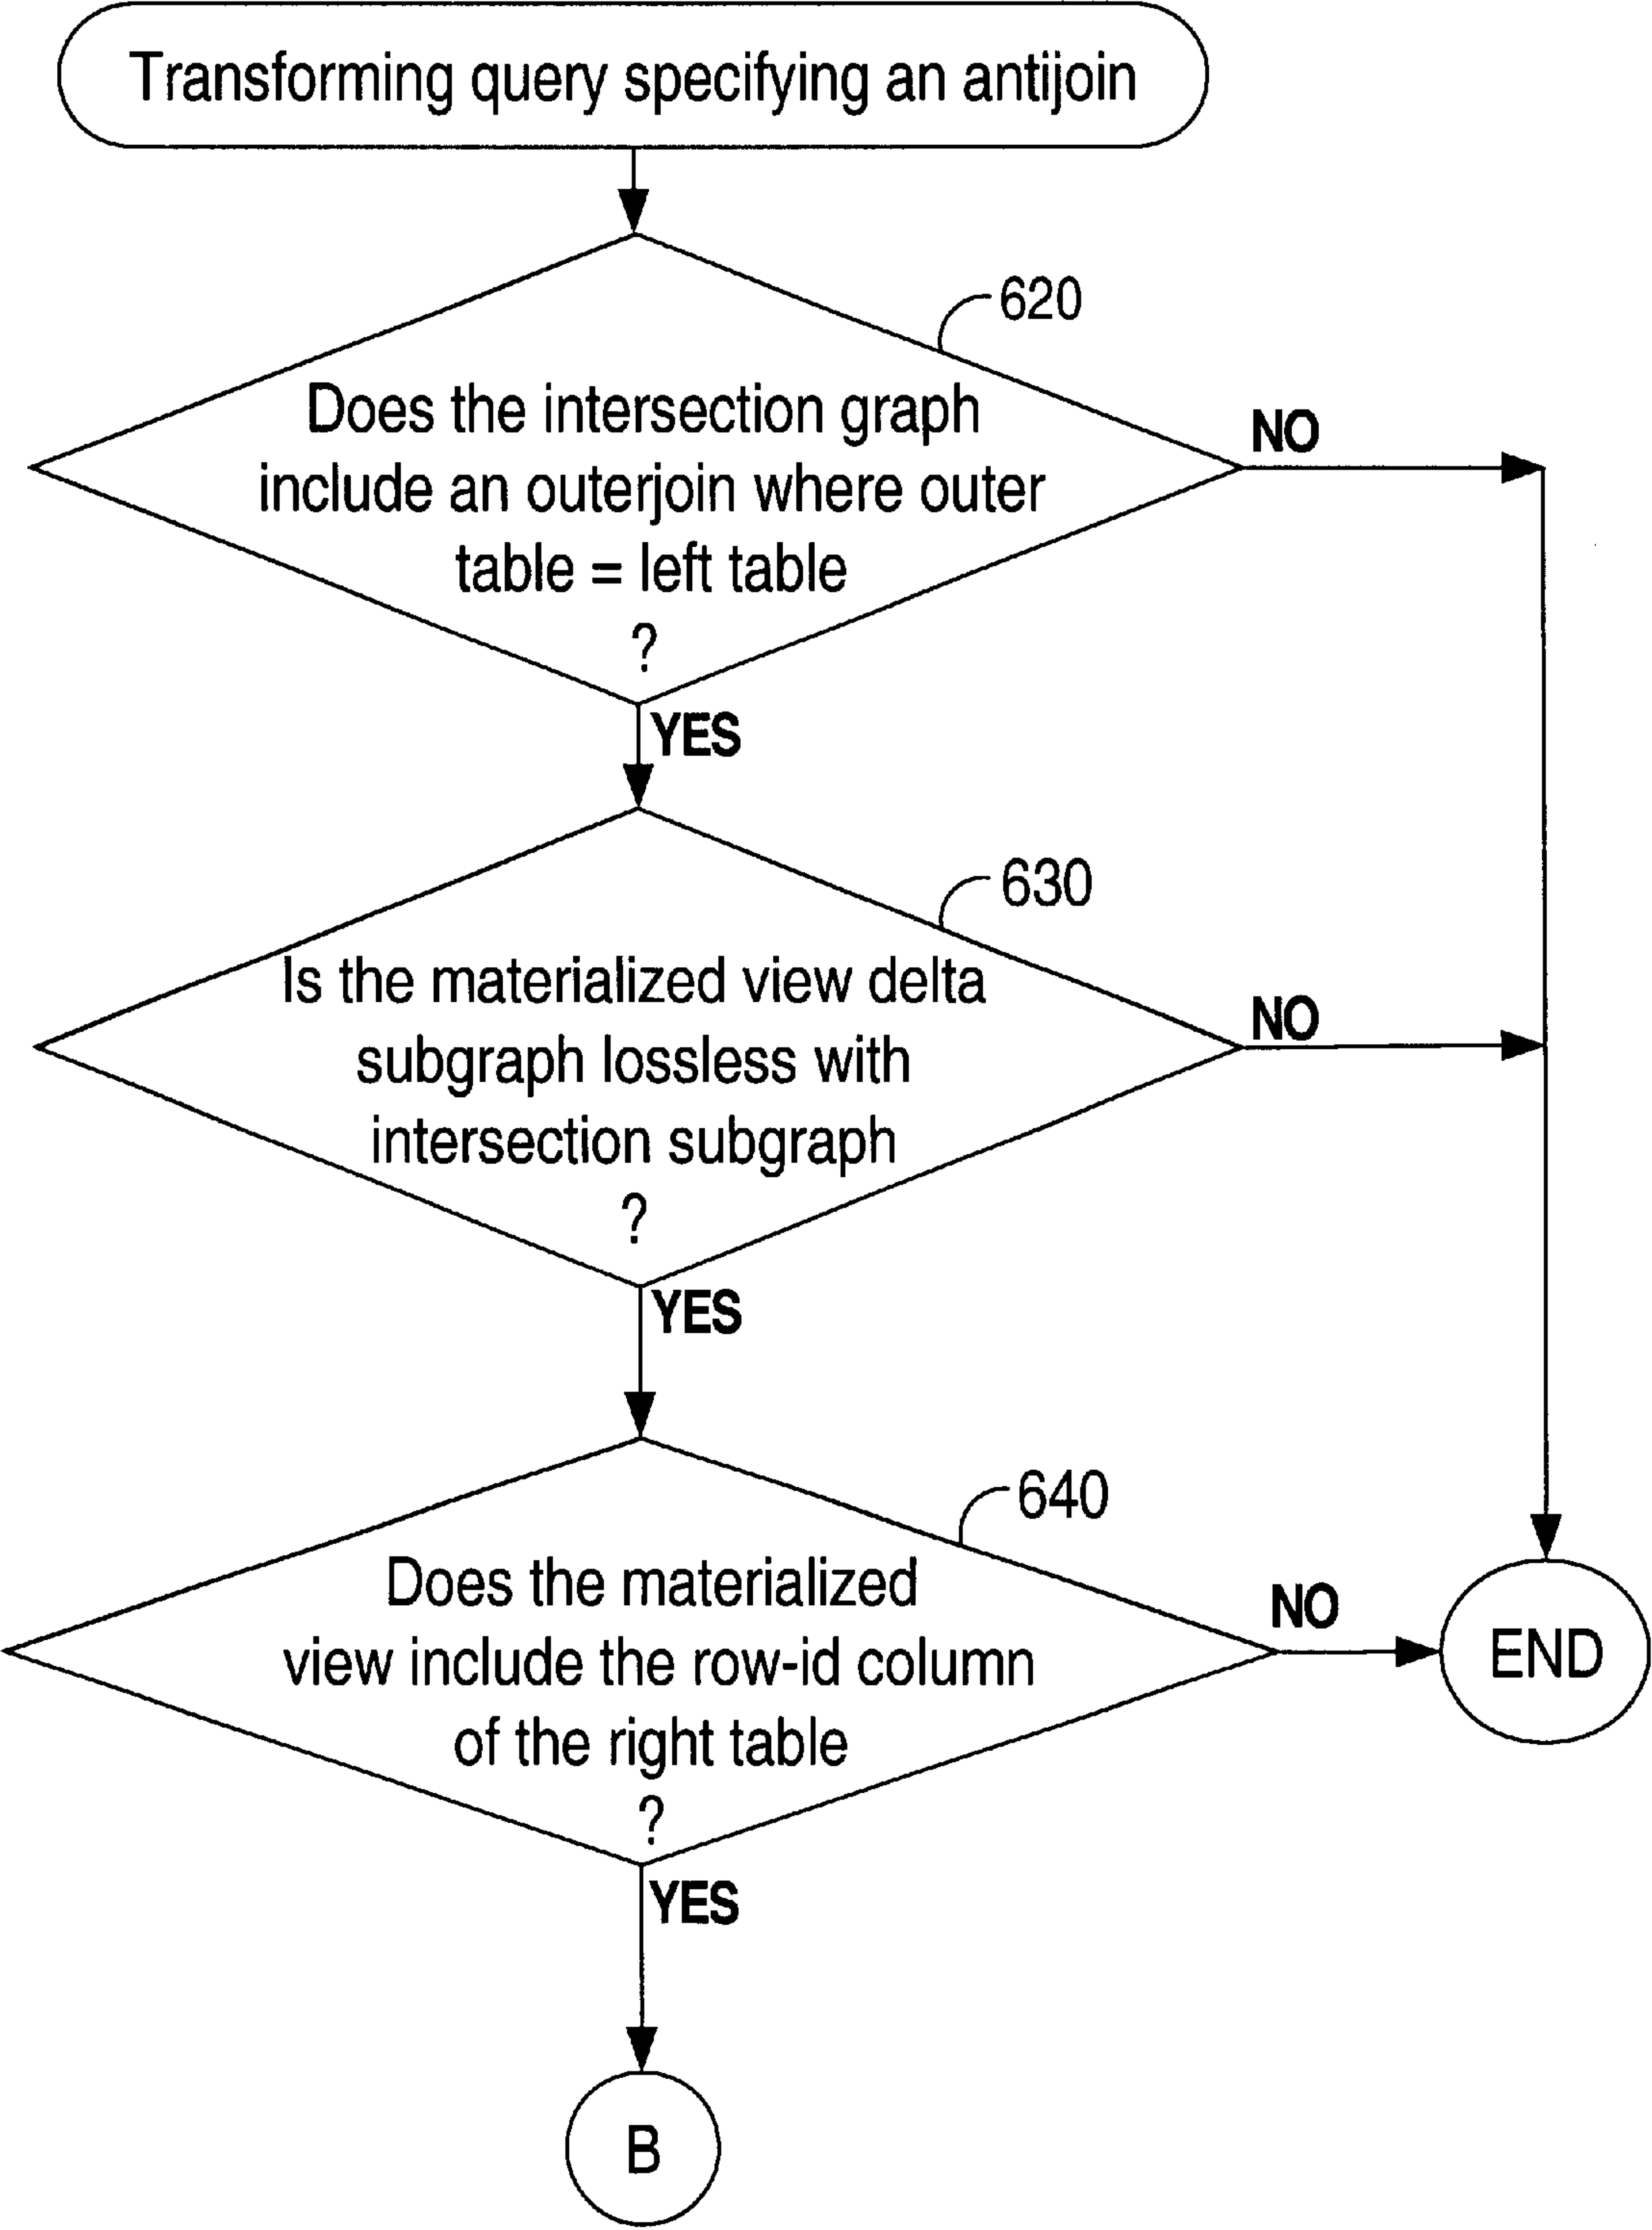 Transforming query specifying an antijoin
620
Does the intersection graph
include an outerjoin where outer
table = left table
?
NO
YES
630
Is the materialized view delta
subgraph lossless with
intersection subgraph
?
NO
YES
640
Does the materialized
view include the row-id column
of the right table
?
NO
END
YES
B